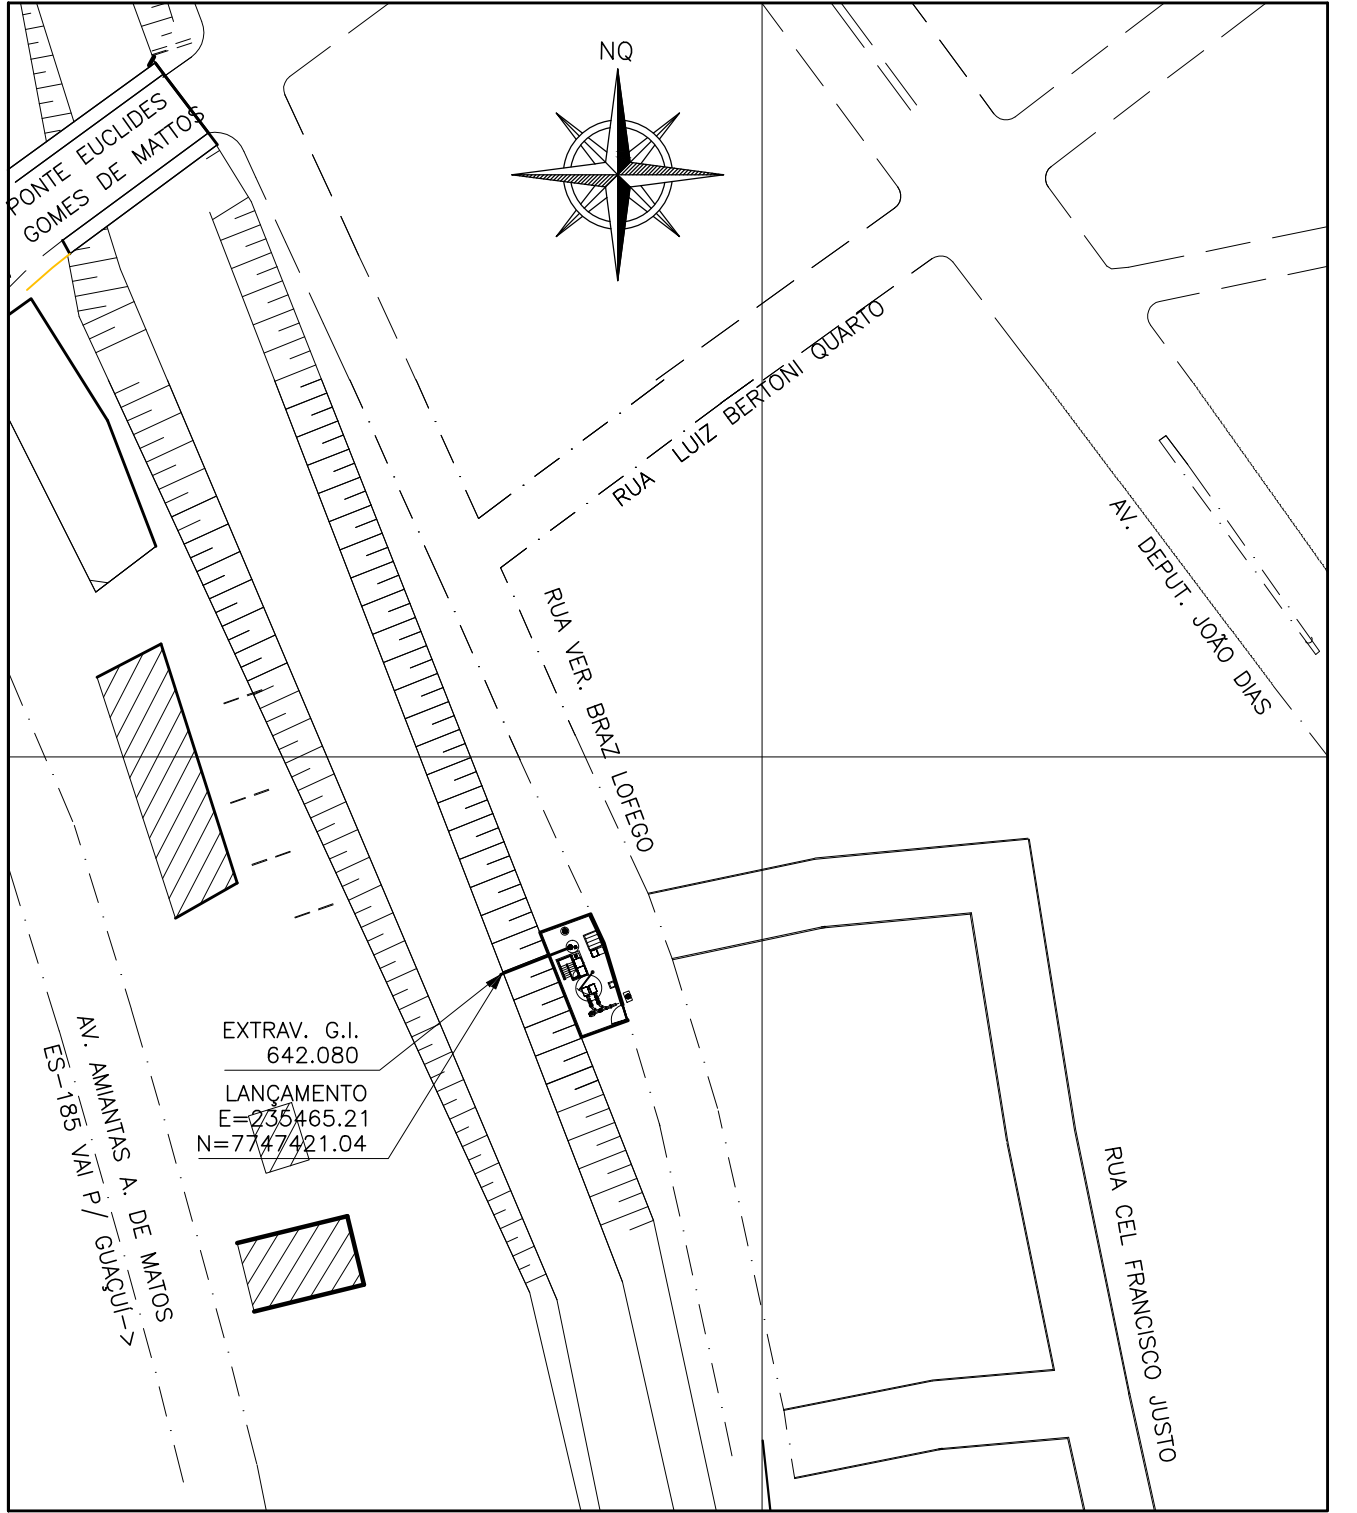 NQ
PONTE EUCLIDES
GOMES DE MATTOS
RUA LUIZ BERTONI QUARTO
AV. DEPUT. JOÃO DIAS
RUA VER. BRAZ LOFEGO
EXTRAV. G.I.
642.080
LANÇAMENTO
E=235465.21
N=7747421.04
AV. AMIANTAS A. DE MATOS
ES-185 VAI P/ GUAÇUÍ->
RUA CEL FRANCISCO JUSTO